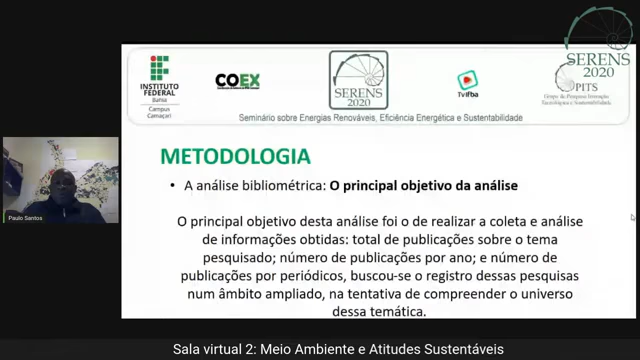 SERENS
2020
INSTITUTO
FEDERAL
Bahia
Campus
Camaçari
COEX
SERENS
2020
TVIFba
PITS
Seminário sobre Energias Renováveis, Eficiência Energética e Sustentabilidade
METODOLOGIA
• A análise bibliométrica: O principal objetivo da análise
O principal objetivo desta análise foi o de realizar a coleta e análise
de informações obtidas: total de publicações sobre o tema
pesquisado; número de publicações por ano; e número de
publicações por periódicos, buscou-se o registro dessas pesquisas
num âmbito ampliado, na tentativa de compreender o universo
dessa temática.
Paulo Santos
Sala virtual 2: Meio Ambiente e Atitudes Sustentáveis